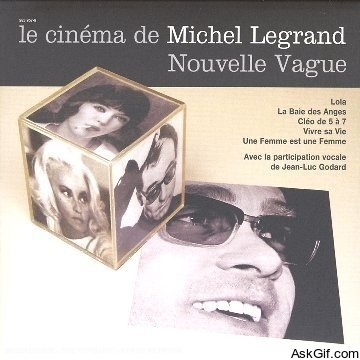 le cinéma de Michel Legrand
Nouvelle Vague
Lola
La Baie des Anges
Cléo de 5 à 7
Vivre sa Vie
Une Femme est une Femme
Avec la participation vocale
de Jean-Luc Godard
AskGif.com